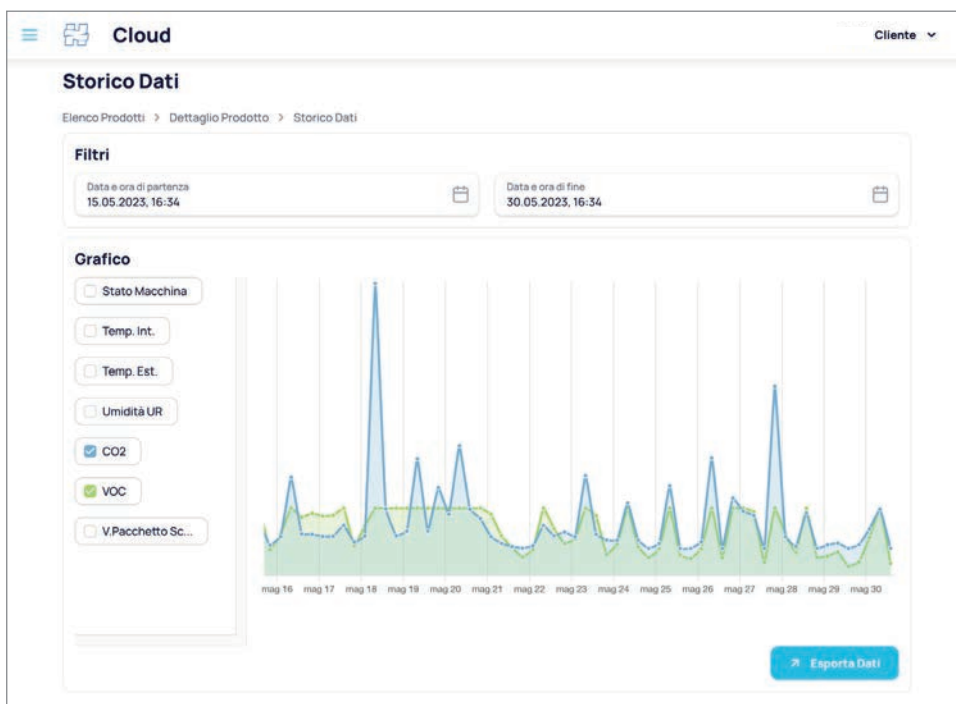 Cloud
Cliente
Storico Dati
Elenco Prodotti > Dettaglio Prodotto > Storico Dati
Filtri
Data e ora di partenza
15.05.2023, 16:34
Data e ora di fine
30.05.2023, 16:34
Grafico
Stato Macchina
Temp. Int.
Temp. Est.
Umidità UR
CO2
VOC
V.Pacchetto Sc...
mag 16 mag 17 mag 18 mag 19 mag 20 mag 21 mag 22 mag 23 mag 24 mag 25 mag 26 mag 27 mag 28 mag 29 mag 30
Esporta Dati